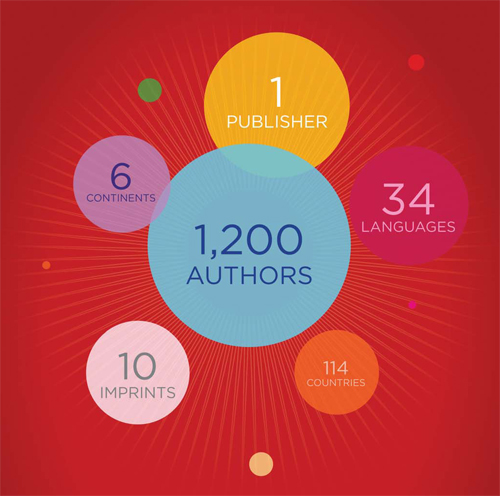 1
PUBLISHER
6
CONTINENTS
34
LANGUAGES
1,200
AUTHORS
10
IMPRINTS
114
COUNTRIES